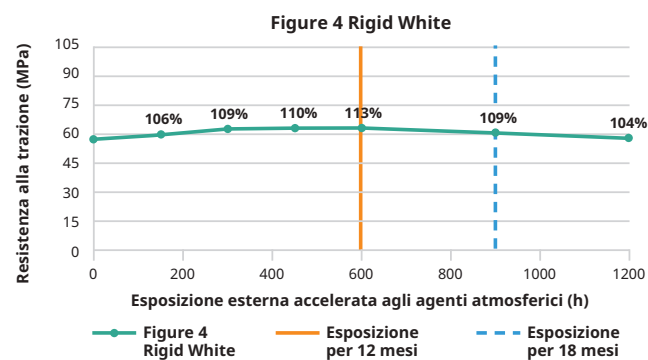 Figure 4 Rigid White
Resistenza alla trazione (MPa)
105
90
75
60
45
30
15
0
106%
109%
110%
113%
109%
104%
0
200
400
600
800
1000
1200
Esposizione esterna accelerata agli agenti atmosferici (h)
Figure 4
Rigid White
Esposizione
per 12 mesi
Esposizione
per 18 mesi